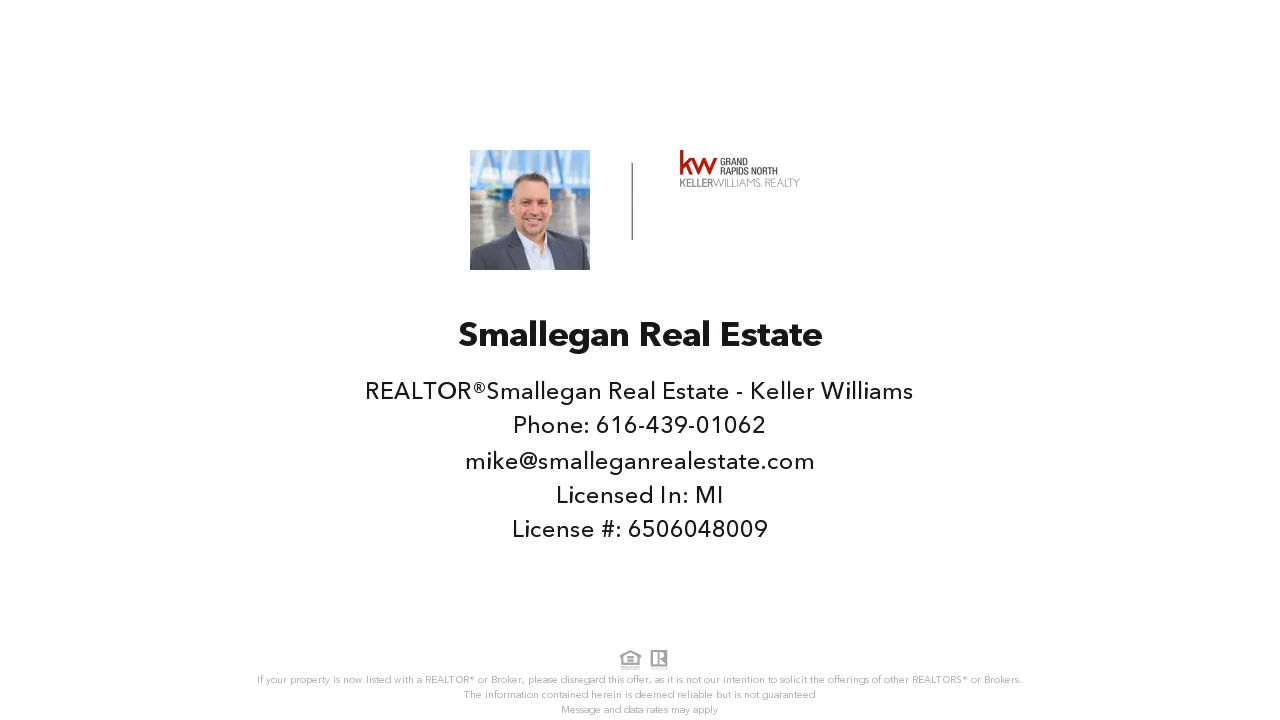 kw GRAND
RAPIDS NORTH
KELLERWILLIAMS. REALTY
Smallegan Real Estate
REALTOR®Smallegan Real Estate - Keller Williams
Phone: 616-439-01062
mike@smalleganrealestate.com
Licensed In: MI
License #: 6506048009
If your property is now listed with a REALTOR® or Broker, please disregard this offer, as it is not our intention to solicit the offerings of other REALTORS® or Brokers.
The information contained herein is deemed reliable but is not guaranteed
Message and data rates may apply